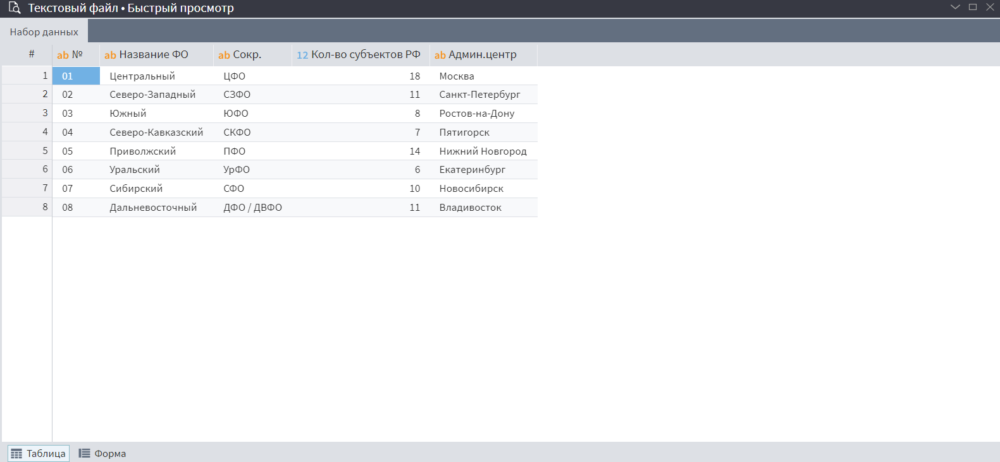 Текстовый файл • Быстрый просмотр
Набор данных
# ab № ab Название ФО ab Сокр. 12 Кол-во субъектов РФ ab Админ.центр
1 01 Центральный ЦФО 18 Москва
2 02 Северо-Западный СЗФО 11 Санкт-Петербург
3 03 Южный ЮФО 8 Ростов-на-Дону
4 04 Северо-Кавказский СКФО 7 Пятигорск
5 05 Приволжский ПФО 14 Нижний Новгород
6 06 Уральский УрФО 6 Екатеринбург
7 07 Сибирский СФО 10 Новосибирск
8 08 Дальневосточный ДФО / ДВФО 11 Владивосток
Таблица Форма